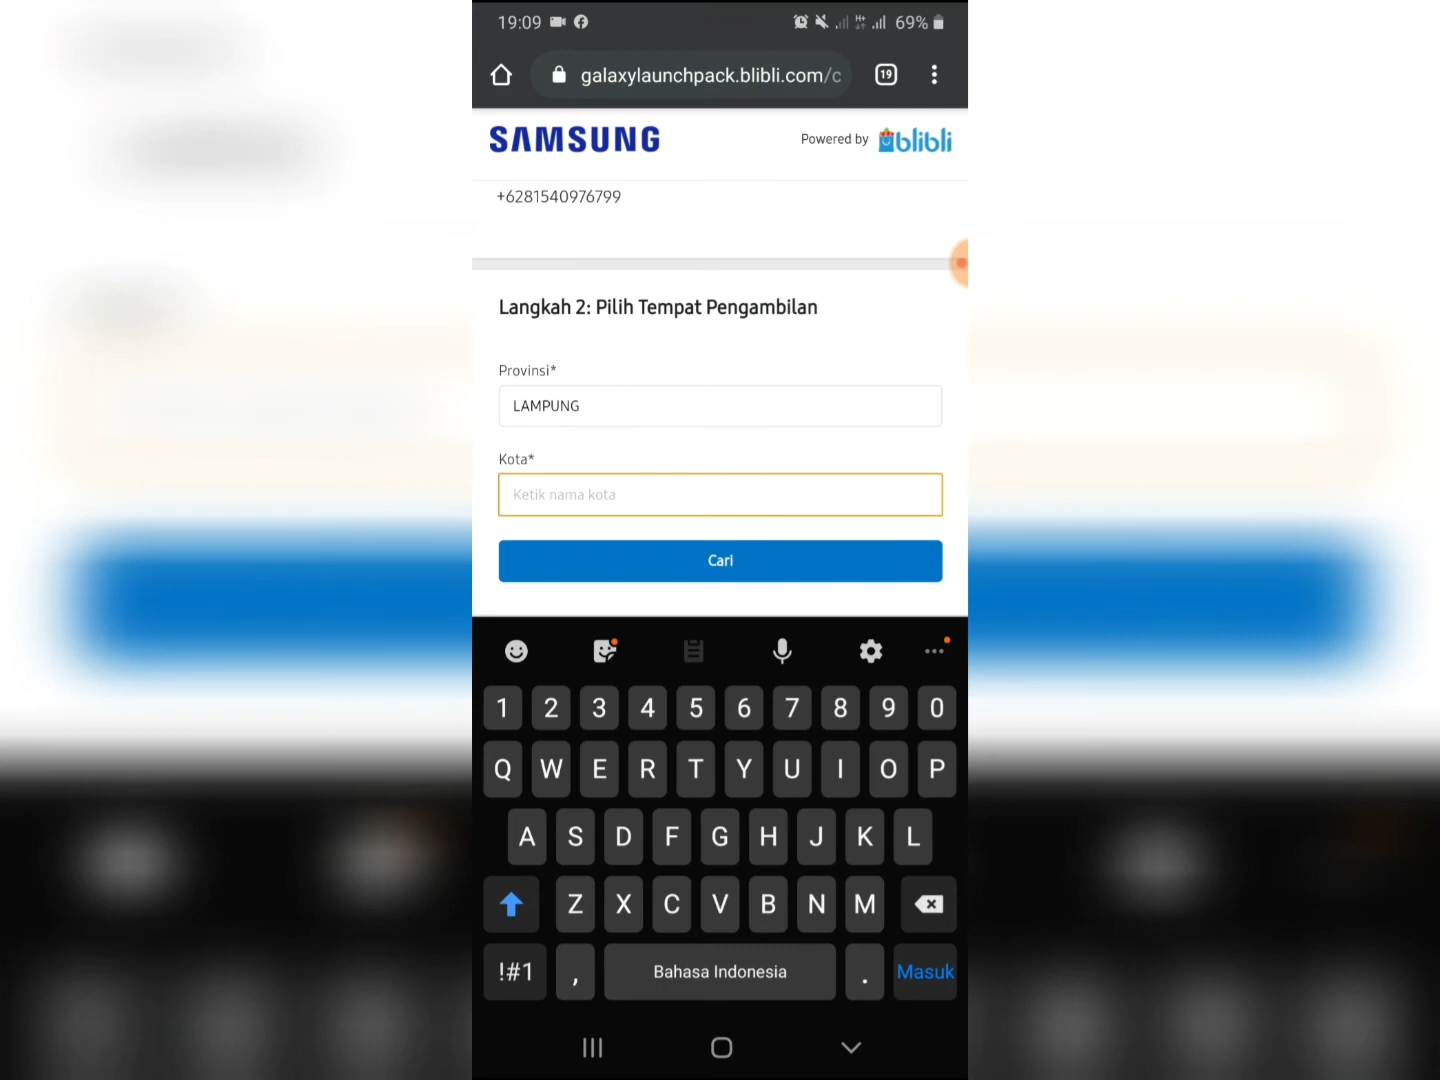 19:09 69%
galaxylaunchpack.blibli.com/c 19
SAMSUNG Powered by blibli
+6281540976799
Langkah 2: Pilih Tempat Pengambilan
Provinsi*
LAMPUNG
Kota*
Ketik nama kota
Cari
1 2 3 4 5 6 7 8 9 0
Q W E R T Y U I O P
A S D F G H J K L
Z X C V B N M
!#1 , Bahasa Indonesia . Masuk